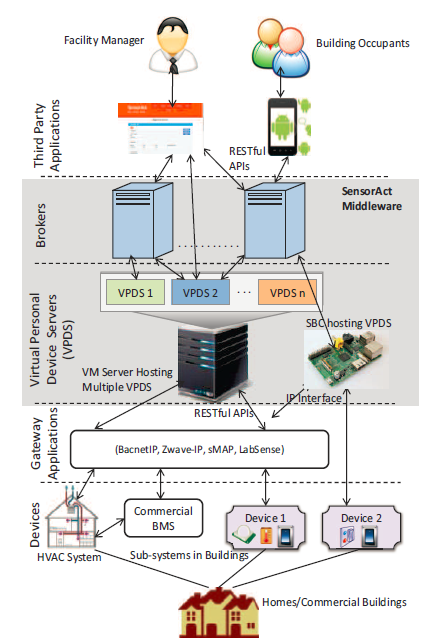 Facility Manager
Building Occupants
Third Party
Applications
RESTful
APIs
SensorAct
Middleware
Brokers
Virtual Personal
Device Servers
(VPDS)
VPDS 1
VPDS 2
· · ·
VPDS n
SBC hosting VPDS
VM Server Hosting
Multiple VPDS
RESTful APIs
IP Interface
Gateway
Applications
(BacnetIP, Zwave-IP, sMAP, LabSense)
Devices
Commercial
BMS
Device 1
Device 2
HVAC System
Sub-systems in Buildings
Homes/Commercial Buildings